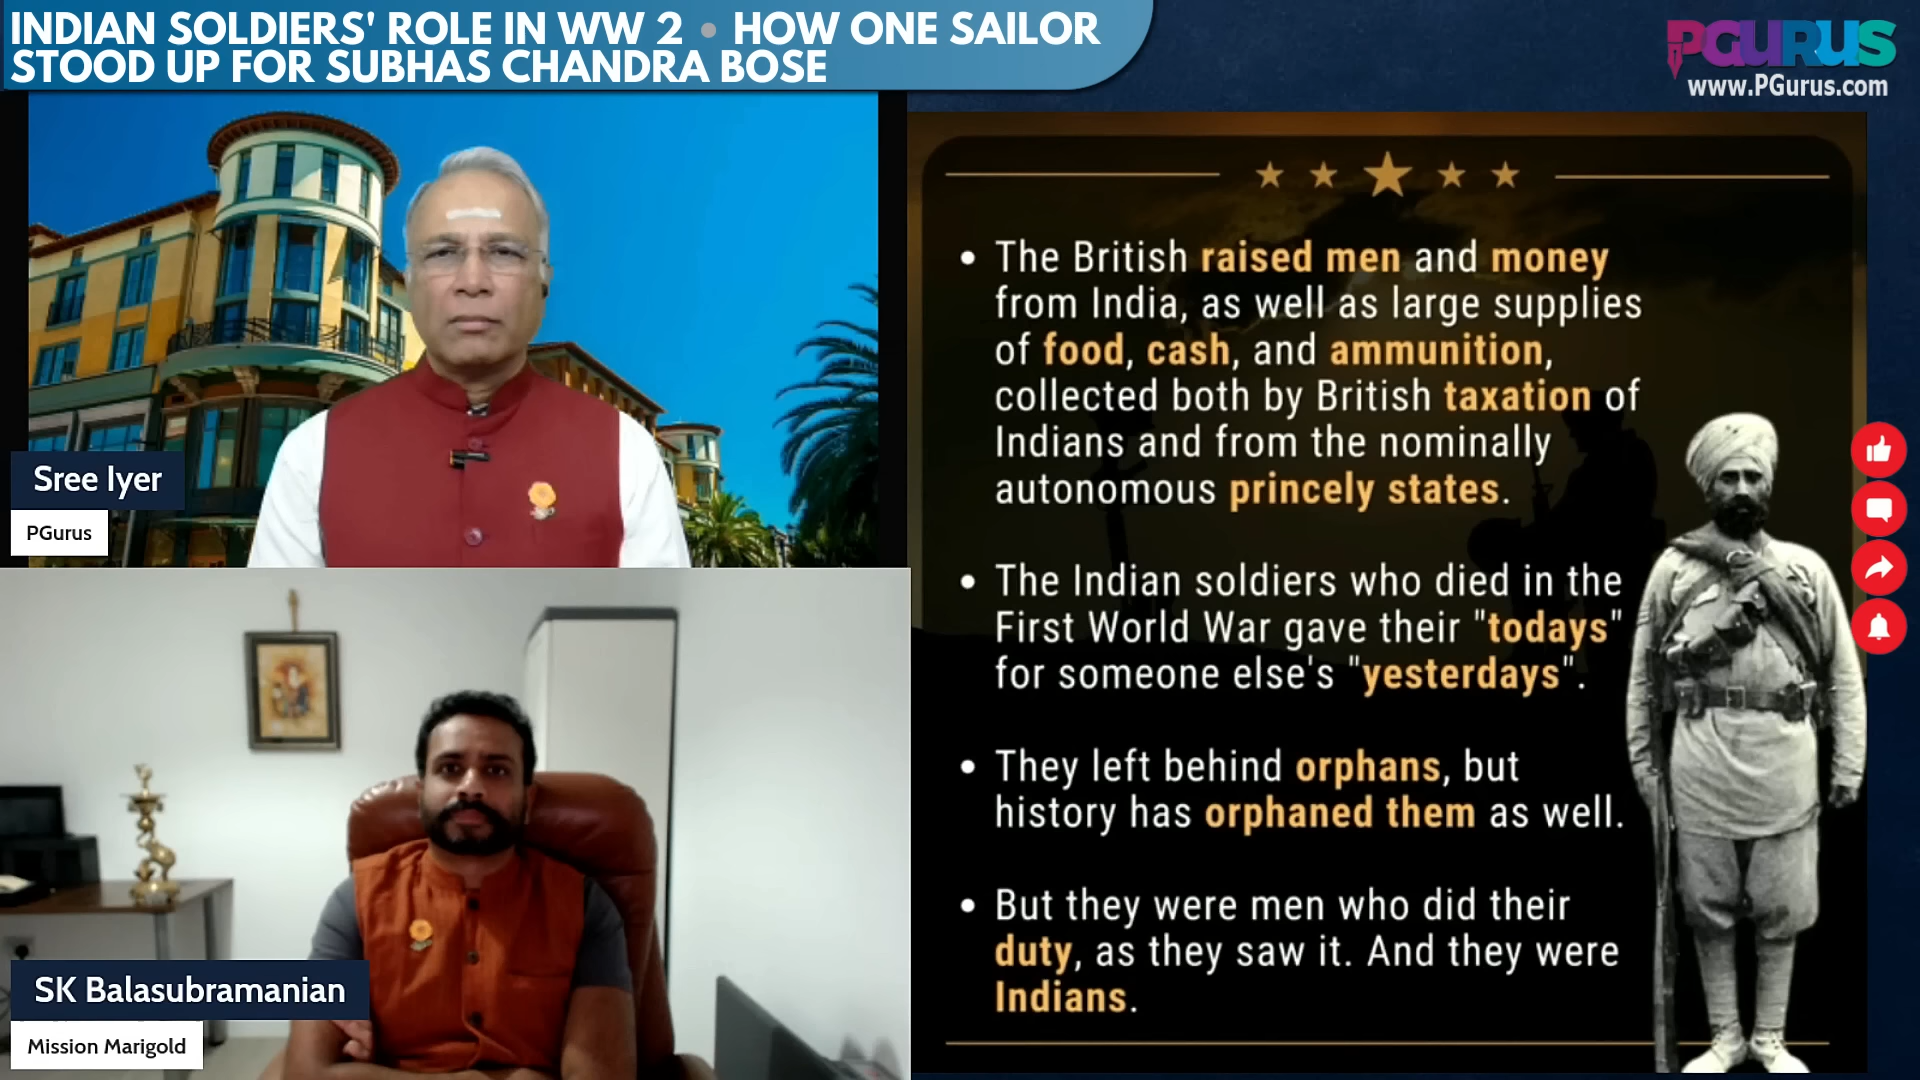 INDIAN SOLDIERS' ROLE IN WW 2 • HOW ONE SAILOR
STOOD UP FOR SUBHAS CHANDRA BOSE
PGURUS
www.PGurus.com
Sree Iyer
PGurus
SK Balasubramanian
Mission Marigold
• The British raised men and money
from India, as well as large supplies
of food, cash, and ammunition,
collected both by British taxation of
Indians and from the nominally
autonomous princely states.
• The Indian soldiers who died in the
First World War gave their "todays"
for someone else's "yesterdays".
• They left behind orphans, but
history has orphaned them as well.
• But they were men who did their
duty, as they saw it. And they were
Indians.